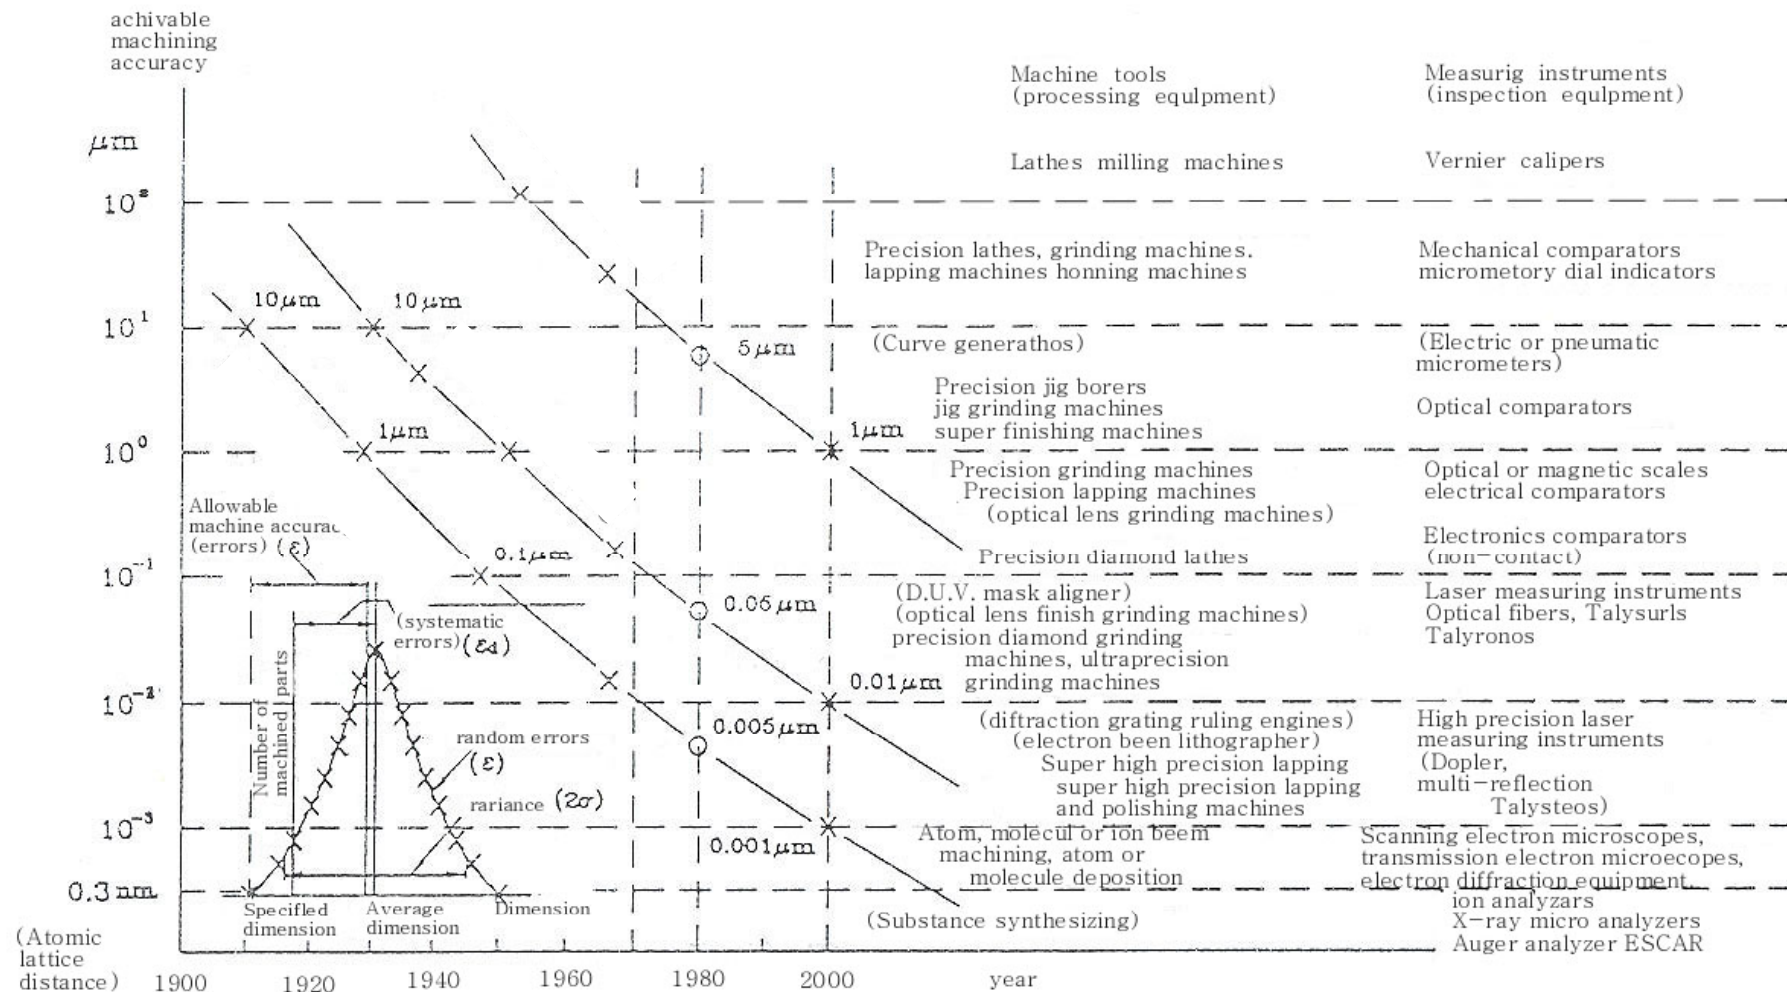 achivable
machining
accuracy
μm
10²
10¹
10⁰
10⁻¹
10⁻²
10⁻³
0.3 nm
(Atomic
lattice
distance)
1900
1920
1940
1960
1980
2000
year
10μm
10μm
5μm
1μm
1μm
0.1μm
0.05μm
0.01μm
0.005μm
0.001μm
Allowable
machine accurac
(errors) (ε)
(systematic
errors) (εs)
Number of
machined parts
random errors
(ε)
rariance (2σ)
Specified
dimension
Average
dimension
Dimension
Machine tools
(processing equlpment)
Lathes milling machines
Precision lathes, grinding machines.
lapping machines honning machines
(Curve generathos)
Precision jig borers
jig grinding machines
super finishing machines
Precision grinding machines
Precision lapping machines
(optical lens grinding machines)
Precision diamond lathes
(D.U.V. mask aligner)
(optical lens finish grinding machines)
precision diamond grinding
machines, ultraprecision
grinding machines
(diftraction grating ruling engines)
(electron been lithographer)
Super high precision lapping
super high precision lapping
and polishing machines
Atom, molecul or ion beem
machining, atom or
molecule deposition
(Substance synthesizing)
Measurig instruments
(inspection equlpment)
Vernier calipers
Mechanical comparators
micrometory dial indicators
(Electric or pneumatic
micrometers)
Optical comparators
Optical or magnetic scales
electrical comparators
Electronics comparators
(non-contact)
Laser measuring instruments
Optical fibers, Talysurls
Talyronos
High precision laser
measuring instruments
(Dopler,
multi-reflection
Talysteos)
Scanning electron microscopes,
transmission electron microecopes,
electron diffraction equipment.
ion analyzars
X-ray micro analyzers
Auger analyzer ESCAR